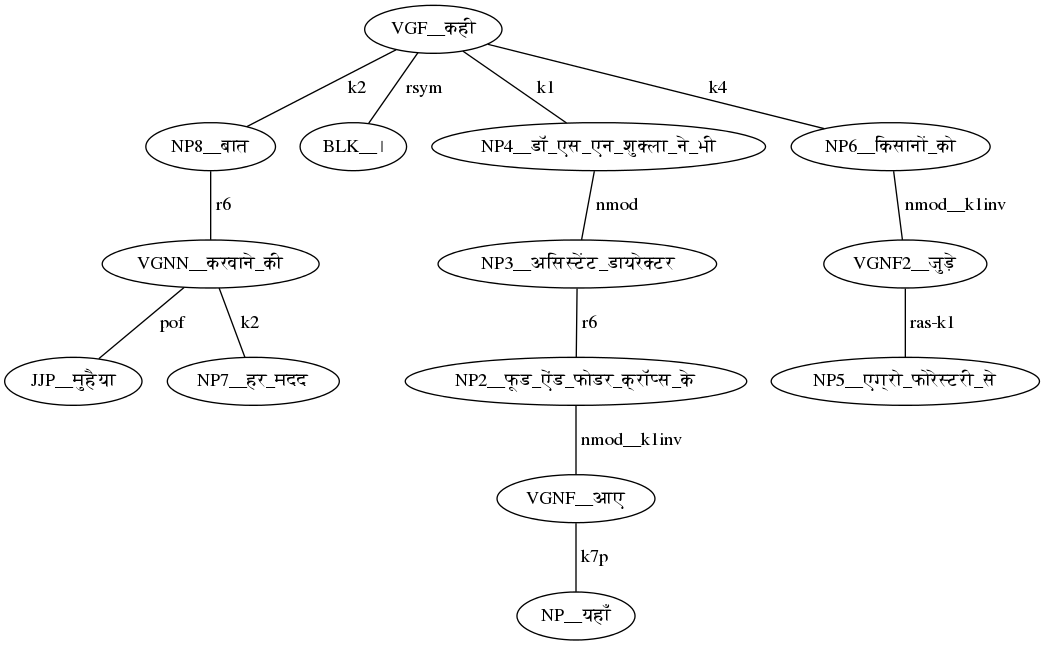 VGF__कही
k2
rsym
k1
k4
NP8__बात
BLK__।
NP4__डॉ_एस_एन_शुक्ला_ने_भी
NP6__किसानों_को
r6
nmod
nmod__k1inv
VGNN__करवाने_की
NP3__असिस्टेंट_डायरेक्टर
VGNF2__जुड़े
pof
k2
r6
ras-k1
JJP__मुहैया
NP7__हर_मदद
NP2__फूड_ऐंड_फोडर_क्रॉप्स_के
NP5__एग्रो_फोरेस्टरी_से
nmod__k1inv
VGNF__आए
k7p
NP__यहाँ